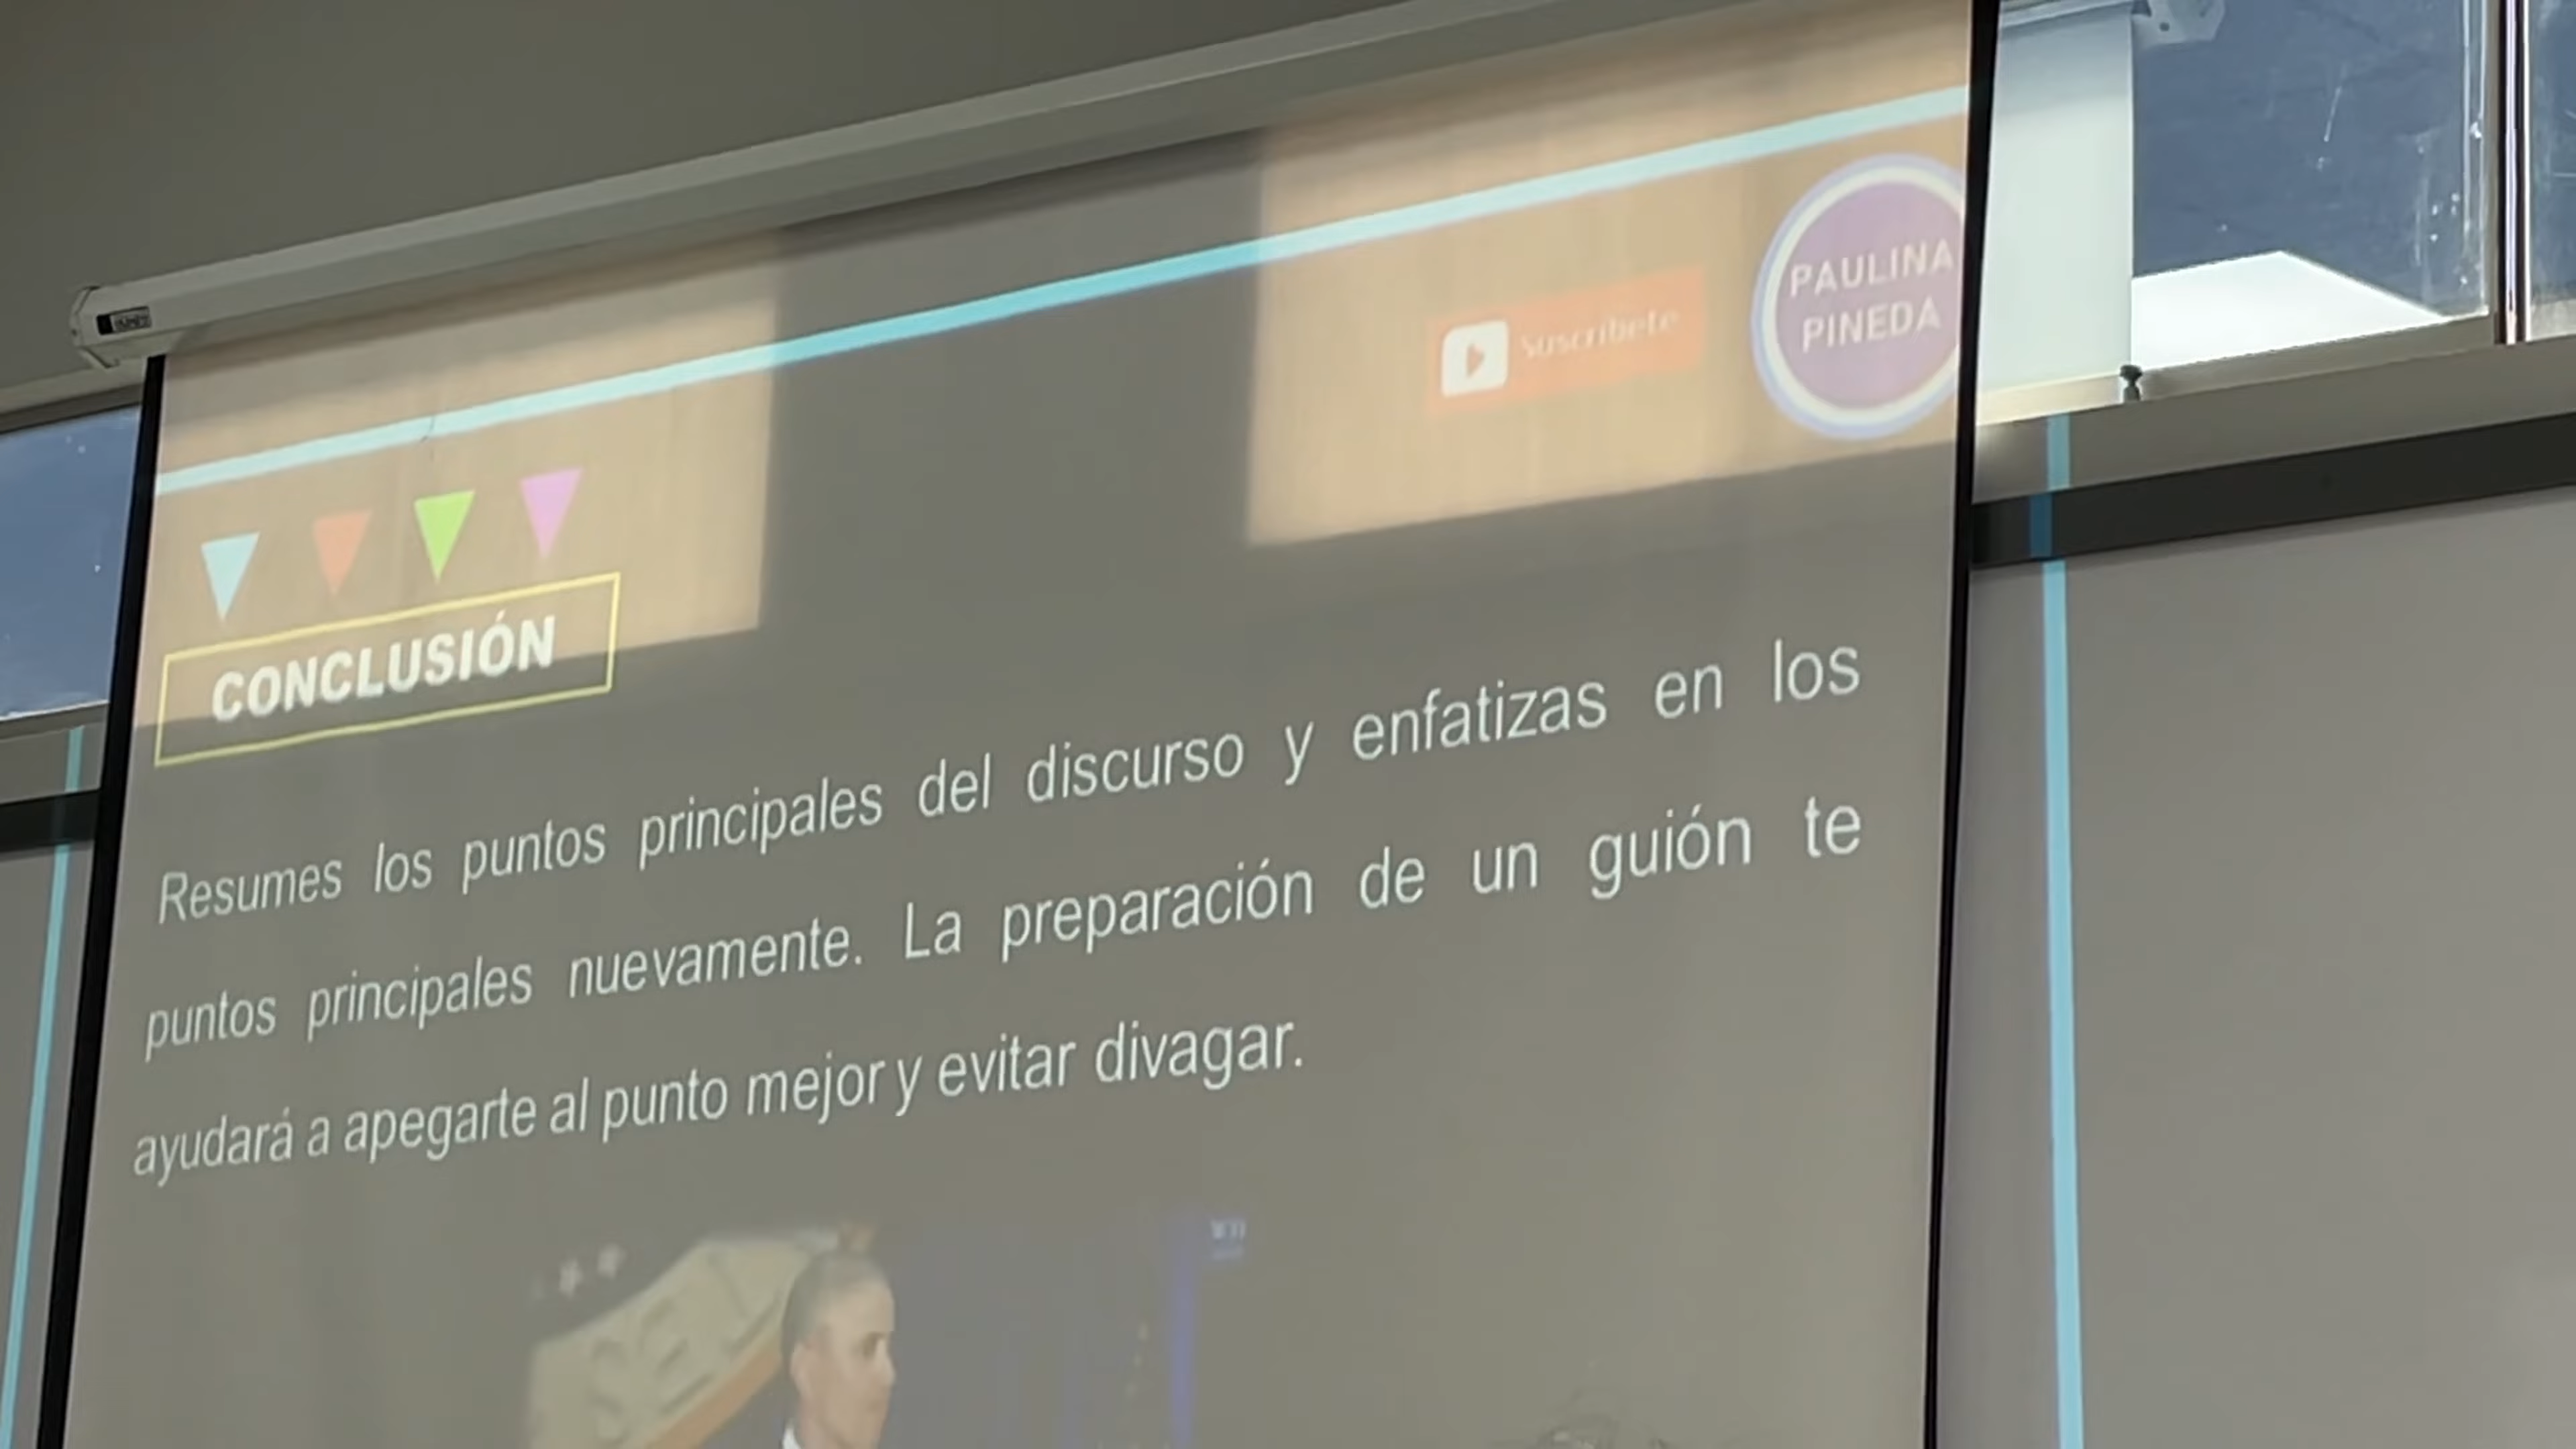 Suscríbete
PAULINA
PINEDA
CONCLUSIÓN
Resumes los puntos principales del discurso y enfatizas en los
puntos principales nuevamente. La preparación de un guión te
ayudará a apegarte al punto mejor y evitar divagar.